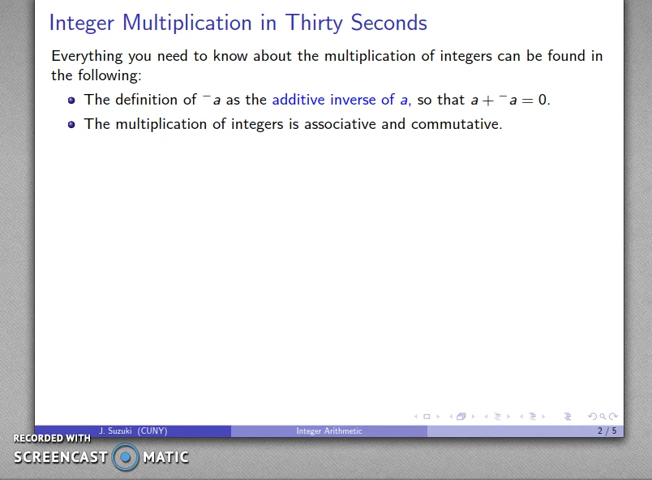 Integer Multiplication in Thirty Seconds
Everything you need to know about the multiplication of integers can be found in
the following:
The definition of ⁻a as the additive inverse of a, so that a + ⁻a = 0.
The multiplication of integers is associative and commutative.
J. Suzuki (CUNY) Integer Arithmetic 2 / 5
RECORDED WITH
SCREENCAST MATIC